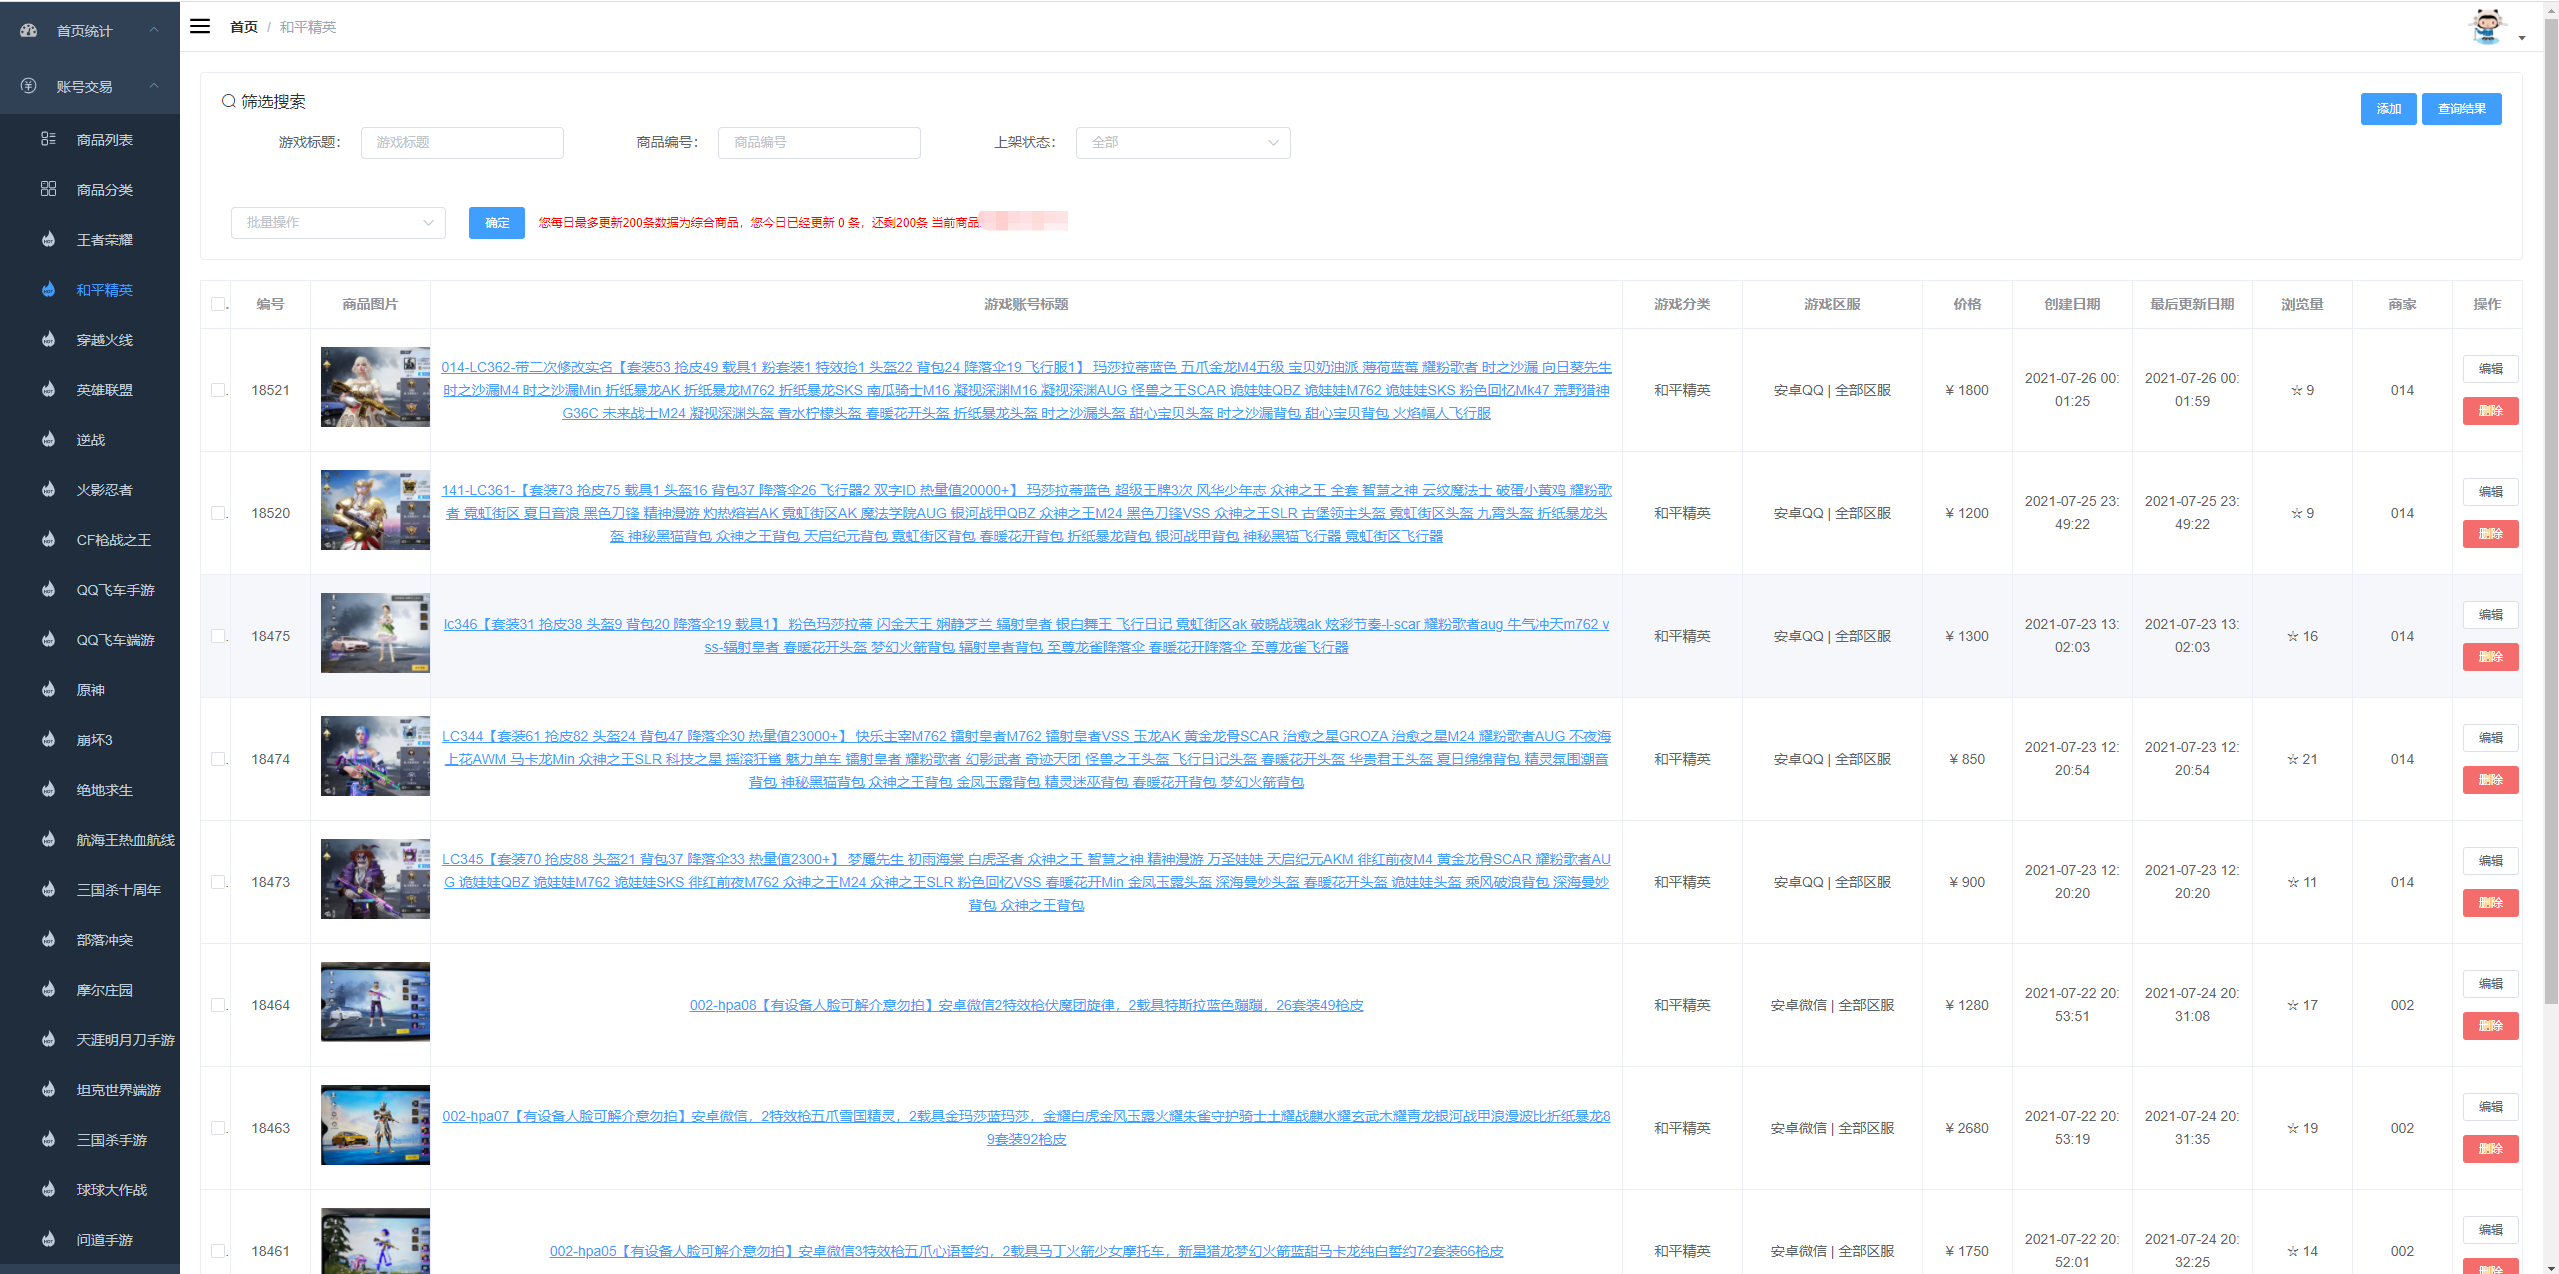 首页统计
账号交易
商品列表
商品分类
王者荣耀
和平精英
穿越火线
英雄联盟
逆战
火影忍者
CF枪战之王
QQ飞车手游
QQ飞车端游
原神
崩坏3
绝地求生
航海王热血航线
三国杀十周年
部落冲突
摩尔庄园
天涯明月刀手游
坦克世界端游
三国杀手游
球球大作战
问道手游
首页 / 和平精英
筛选搜索
添加 查询结果
游戏标题： 游戏标题 商品编号： 商品编号 上架状态： 全部
批量操作 确定 您每日最多更新200条数据为综合商品，您今日已经更新 0 条，还剩200条 当前商品
编号 商品图片 游戏账号标题 游戏分类 游戏区服 价格 创建日期 最后更新日期 浏览量 商家 操作
014-LC362-带二次修改实名【套装53 抢皮49 载具1 粉套装1 特效抢1 头盔22 背包24 降落伞19 飞行服1】 玛莎拉蒂蓝色 五爪金龙M4五级 宝贝奶油派 薄荷蓝莓 耀粉歌者 时之沙漏 向日葵先生
时之沙漏M4 时之沙漏Min 折纸暴龙AK 折纸暴龙M762 折纸暴龙SKS 南瓜骑士M16 凝视深渊M16 凝视深渊AUG 怪兽之王SCAR 诡娃娃QBZ 诡娃娃M762 诡娃娃SKS 粉色回忆Mk47 荒野猎神
G36C 未来战士M24 凝视深渊头盔 香水柠檬头盔 春暖花开头盔 折纸暴龙头盔 时之沙漏头盔 甜心宝贝头盔 时之沙漏背包 甜心宝贝背包 火焰幅人飞行服
18521 和平精英 安卓QQ | 全部区服 ¥ 1800 2021-07-26 00:01:25 2021-07-26 00:01:59 ☆ 9 014 编辑 删除
141-LC361-【套装73 抢皮75 载具1 头盔16 背包37 降落伞26 飞行器2 双字ID 热量值20000+】 玛莎拉蒂蓝色 超级王牌3次 风华少年志 众神之王 全套 智慧之神 云纹魔法士 破蛋小黄鸡 耀粉歌
者 霓虹街区 夏日音浪 黑色刀锋 精神漫游 灼热熔岩AK 霓虹街区AK 魔法学院AUG 银河战甲QBZ 众神之王M24 黑色刀锋VSS 众神之王SLR 古堡领主头盔 霓虹街区头盔 九霄头盔 折纸暴龙头
盔 神秘黑猫背包 众神之王背包 天启纪元背包 霓虹街区背包 春暖花开背包 折纸暴龙背包 银河战甲背包 神秘黑猫飞行器 霓虹街区飞行器
18520 和平精英 安卓QQ | 全部区服 ¥ 1200 2021-07-25 23:49:22 2021-07-25 23:49:22 ☆ 9 014 编辑 删除
lc346【套装31 抢皮38 头盔9 背包20 降落伞19 载具1】 粉色玛莎拉蒂 闪金天王 娴静芝兰 辐射皇者 银白舞王 飞行日记 霓虹街区ak 破晓战魂ak 炫彩节奏-l-scar 耀粉歌者aug 牛气冲天m762 v
ss-辐射皇者 春暖花开头盔 梦幻火箭背包 辐射皇者背包 至尊龙雀降落伞 春暖花开降落伞 至尊龙雀飞行器
18475 和平精英 安卓QQ | 全部区服 ¥ 1300 2021-07-23 13:02:03 2021-07-23 13:02:03 ☆ 16 014 编辑 删除
LC344【套装61 抢皮82 头盔24 背包47 降落伞30 热量值23000+】 快乐主宰M762 镭射皇者M762 镭射皇者VSS 玉龙AK 黄金龙骨SCAR 治愈之星GROZA 治愈之星M24 耀粉歌者AUG 不夜海
上花AWM 马卡龙Min 众神之王SLR 科技之星 摇滚狂鲨 魅力单车 镭射皇者 耀粉歌者 幻影武者 奇迹天团 怪兽之王头盔 飞行日记头盔 春暖花开头盔 华贵君王头盔 夏日绵绵背包 精灵氛围潮音
背包 神秘黑猫背包 众神之王背包 金凤玉露背包 精灵迷巫背包 春暖花开背包 梦幻火箭背包
18474 和平精英 安卓QQ | 全部区服 ¥ 850 2021-07-23 12:20:54 2021-07-23 12:20:54 ☆ 21 014 编辑 删除
LC345【套装70 抢皮88 头盔21 背包37 降落伞33 热量值2300+】 梦魇先生 初雨海棠 白虎圣者 众神之王 智慧之神 精神漫游 万圣娃娃 天启纪元AKM 徘红前夜M4 黄金龙骨SCAR 耀粉歌者AU
G 诡娃娃QBZ 诡娃娃M762 诡娃娃SKS 徘红前夜M762 众神之王M24 众神之王SLR 粉色回忆VSS 春暖花开Min 金凤玉露头盔 深海曼妙头盔 春暖花开头盔 诡娃娃头盔 乘风破浪背包 深海曼妙
背包 众神之王背包
18473 和平精英 安卓QQ | 全部区服 ¥ 900 2021-07-23 12:20:20 2021-07-23 12:20:20 ☆ 11 014 编辑 删除
18464 002-hpa08【有设备人脸可解介意勿拍】安卓微信2特效枪伏魔团旋律，2载具特斯拉蓝色蹦蹦，26套装49枪皮 和平精英 安卓微信 | 全部区服 ¥ 1280 2021-07-22 20:53:51 2021-07-24 20:31:08 ☆ 17 002 编辑 删除
002-hpa07【有设备人脸可解介意勿拍】安卓微信，2特效枪五爪雪国精灵，2载具金玛莎蓝玛莎，金耀白虎金风玉露火耀朱雀守护骑士土耀战麒水耀玄武木耀青龙银河战甲浪漫波比折纸暴龙8
9套装92枪皮
18463 和平精英 安卓微信 | 全部区服 ¥ 2680 2021-07-22 20:53:19 2021-07-24 20:31:35 ☆ 19 002 编辑 删除
18461 002-hpa05【有设备人脸可解介意勿拍】安卓微信3特效枪五爪心语誓约，2载具马丁火箭少女摩托车，新星猎龙梦幻火箭蓝甜马卡龙纯白誓约72套装66枪皮 和平精英 安卓微信 | 全部区服 ¥ 1750 2021-07-22 20:52:01 2021-07-24 20:32:25 ☆ 14 002 编辑 删除